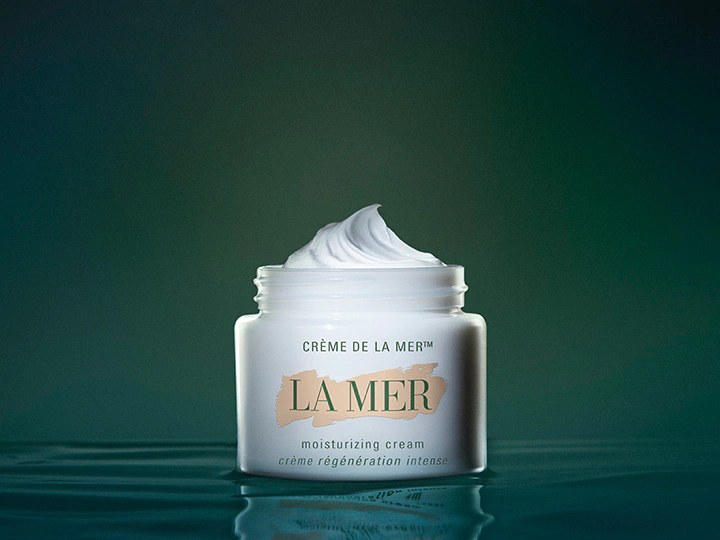 CRÈME DE LA MER™
LA MER
moisturizing cream
crème régénération intense